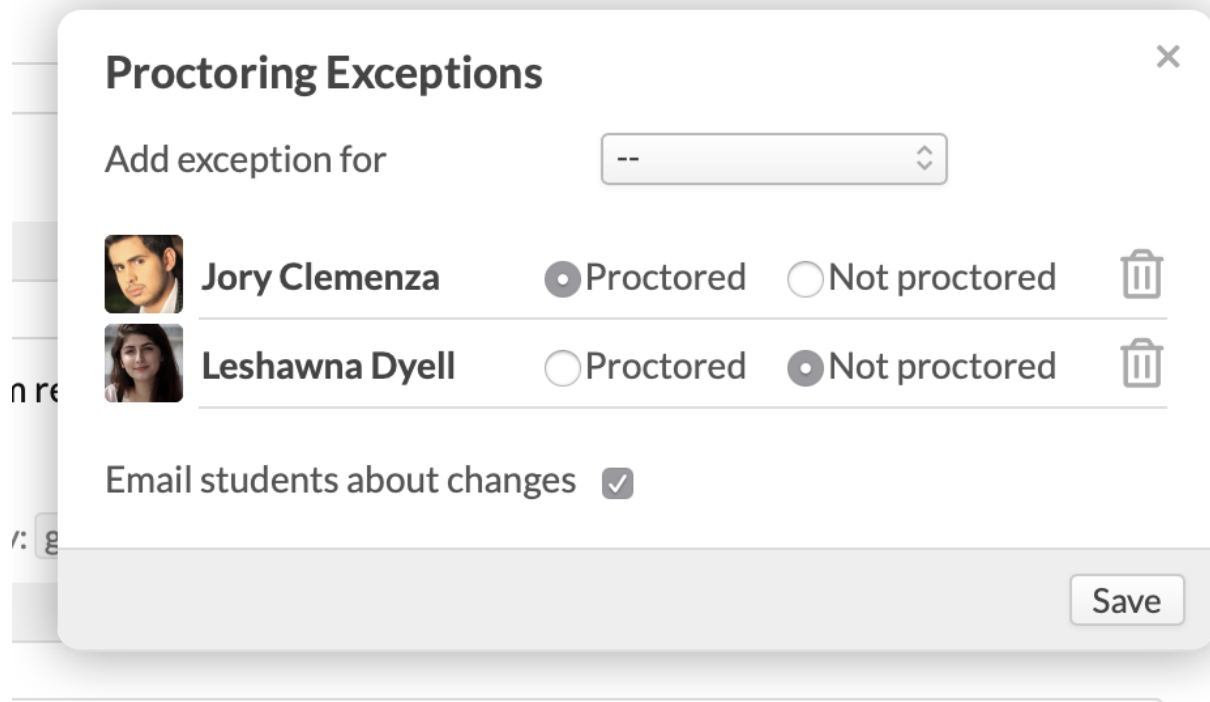 Proctoring Exceptions
Add exception for --
Jory Clemenza Proctored Not proctored
Leshawna Dyell Proctored Not proctored
m re
Email students about changes
y: g
Save